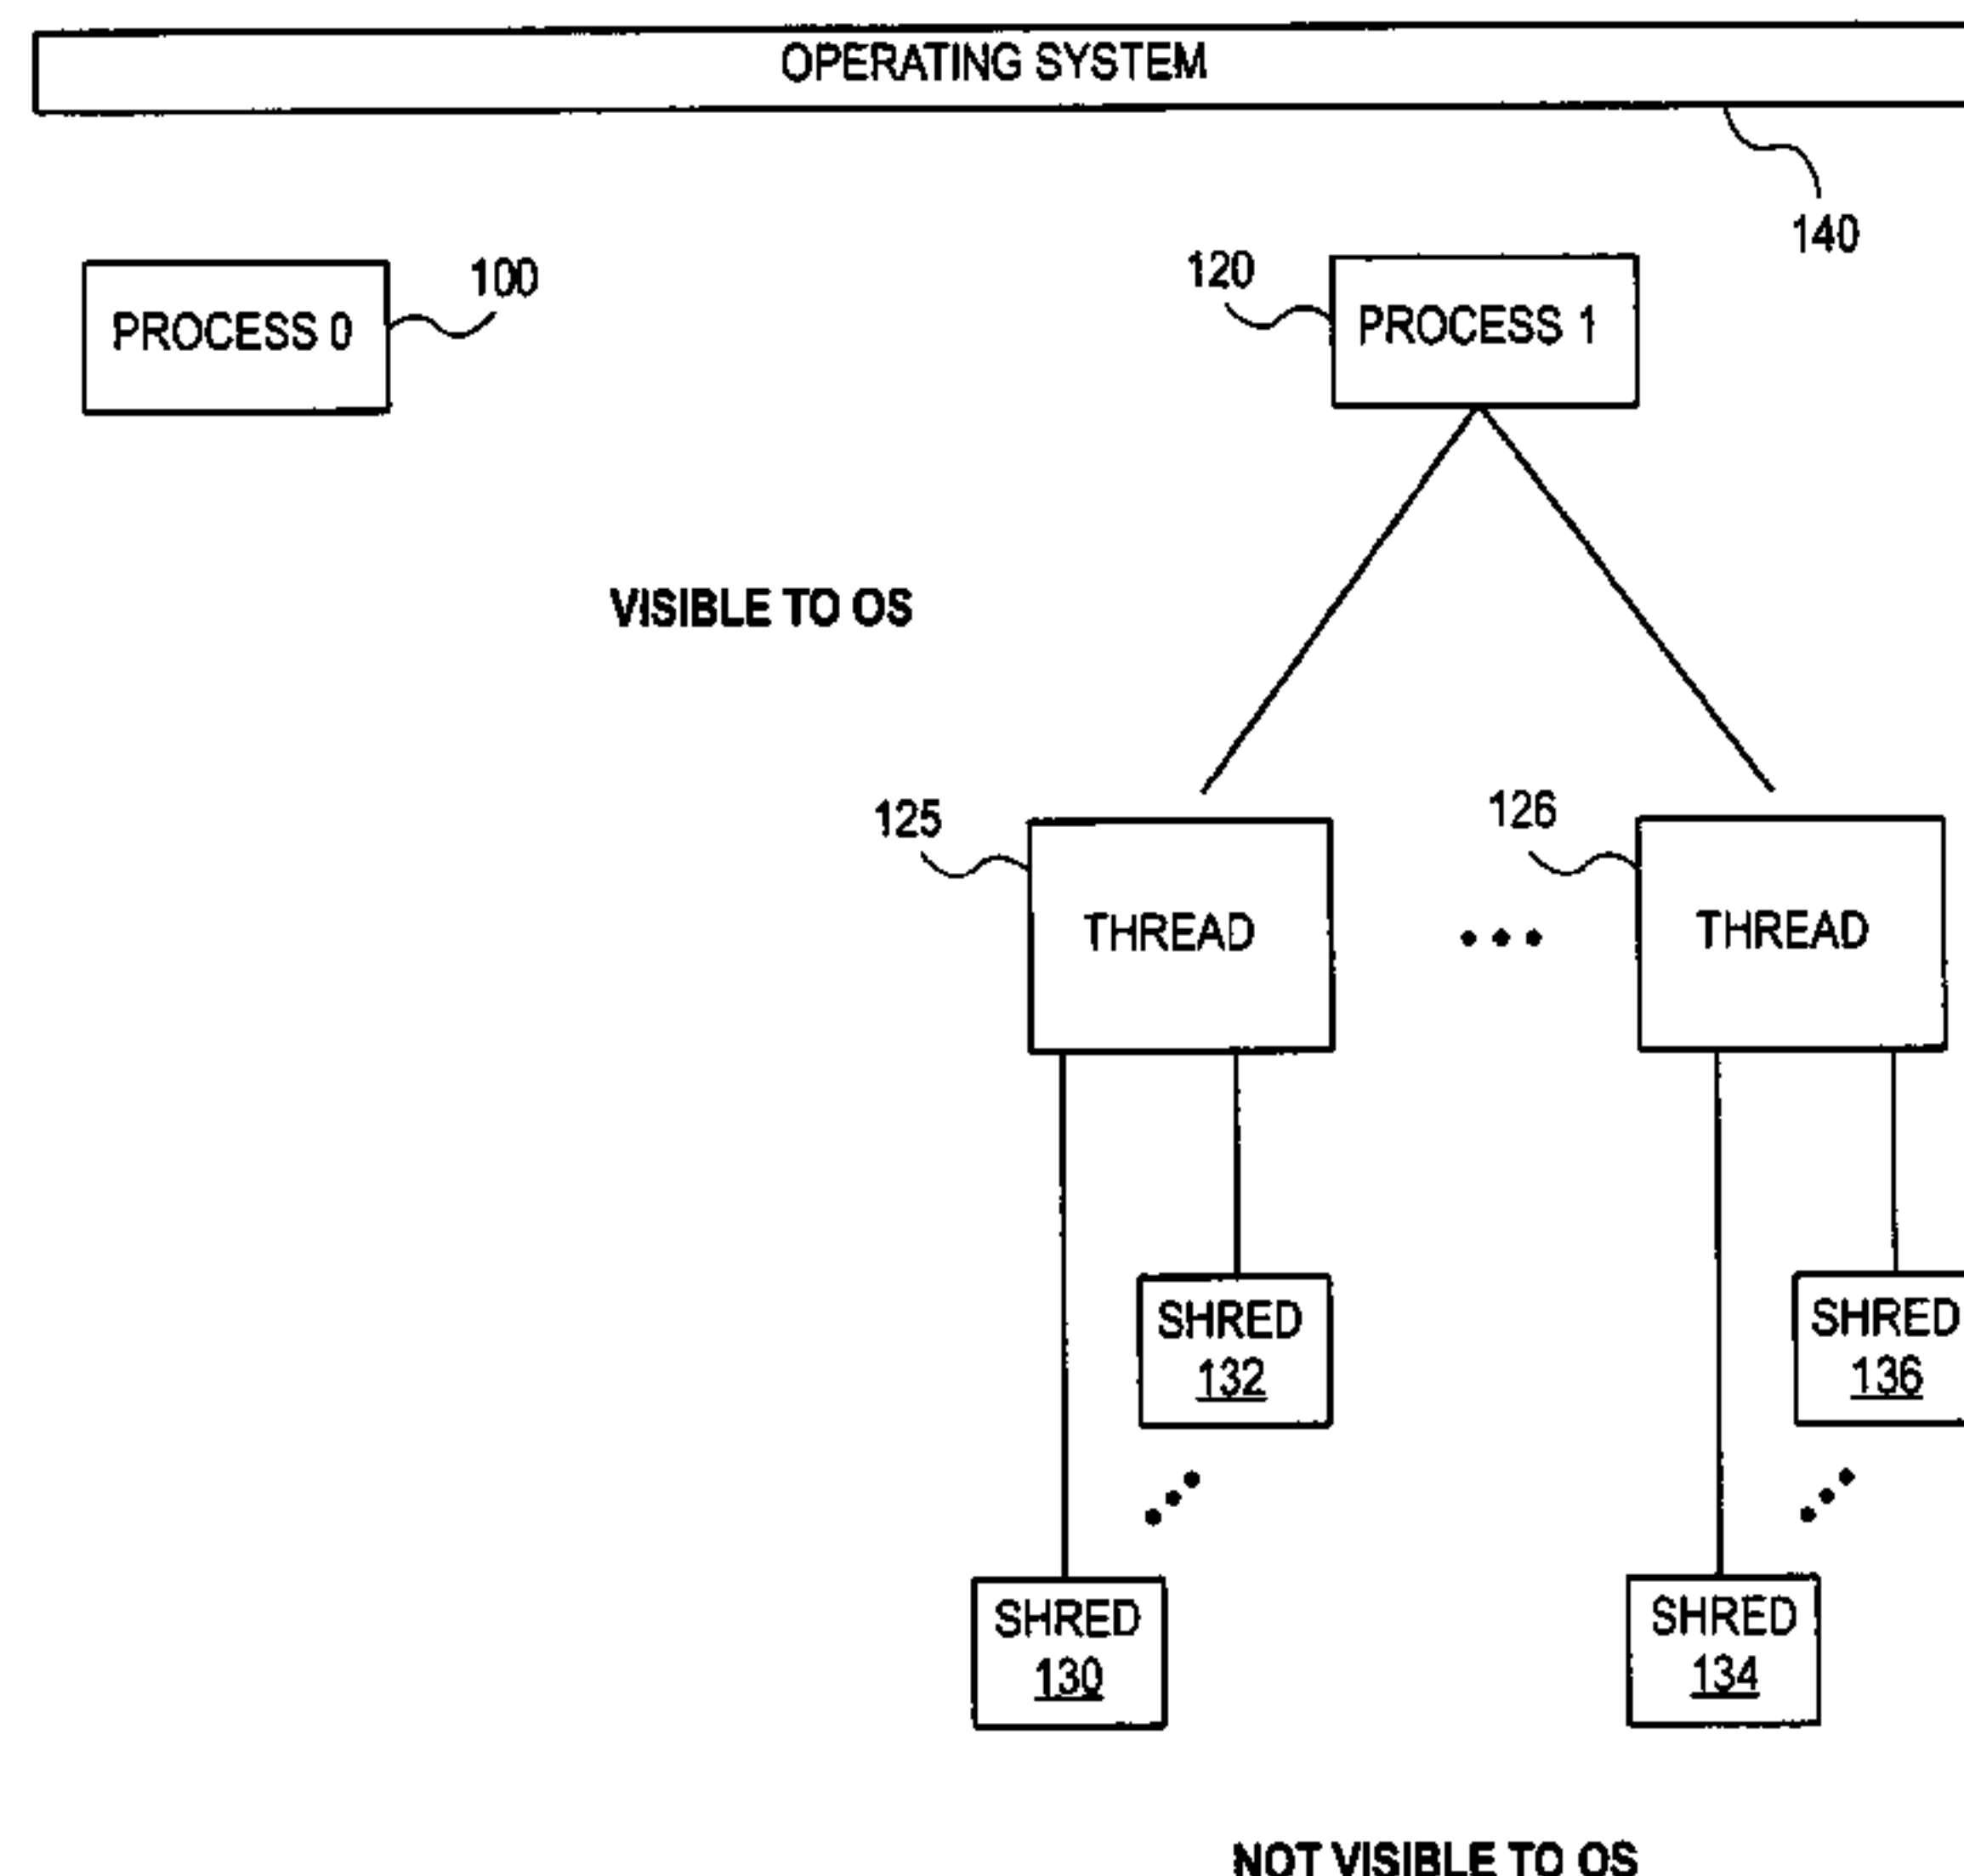 OPERATING SYSTEM
140
PROCESS 0
100
120
PROCESS 1
VISIBLE TO OS
125
THREAD
126
THREAD
SHRED
132
SHRED
136
SHRED
130
SHRED
134
NOT VISIBLE TO OS